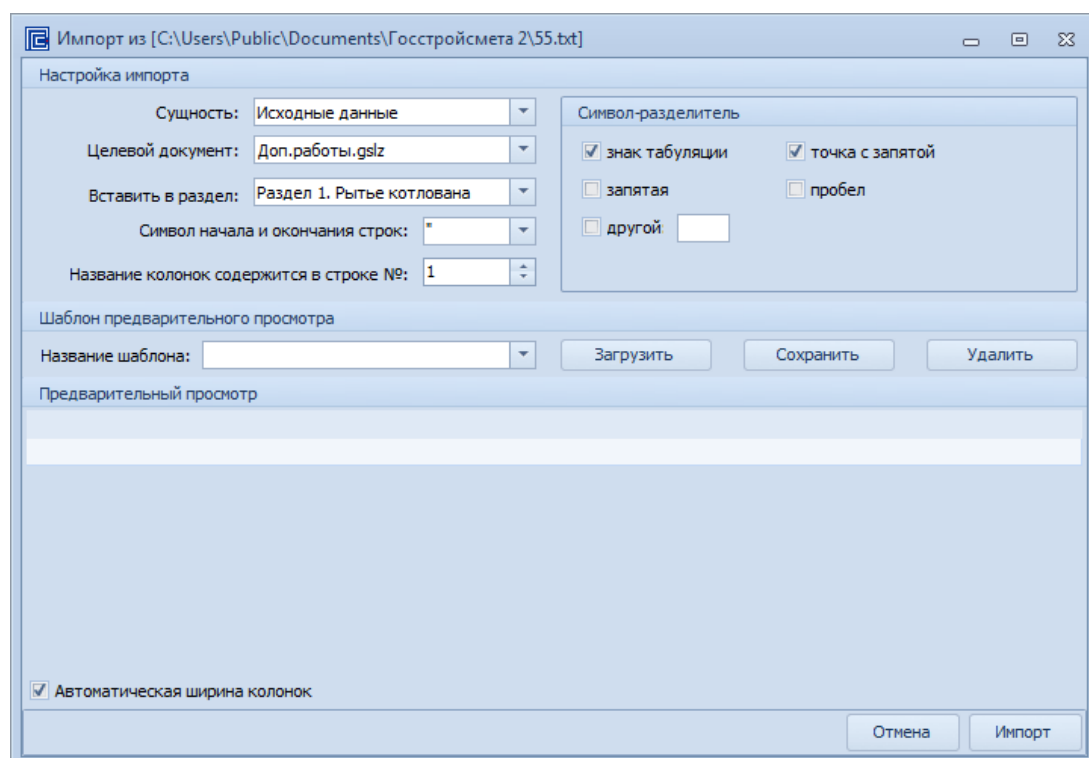 Импорт из [C:\Users\Public\Documents\Госстройсмета 2\55.txt]
Настройка импорта
Сущность: Исходные данные
Целевой документ: Доп.работы.gslz
Вставить в раздел: Раздел 1. Рытье котлована
Символ начала и окончания строк: "
Название колонок содержится в строке №: 1
Символ-разделитель
знак табуляции точка с запятой
запятая пробел
другой:
Шаблон предварительного просмотра
Название шаблона: Загрузить Сохранить Удалить
Предварительный просмотр
Автоматическая ширина колонок
Отмена Импорт